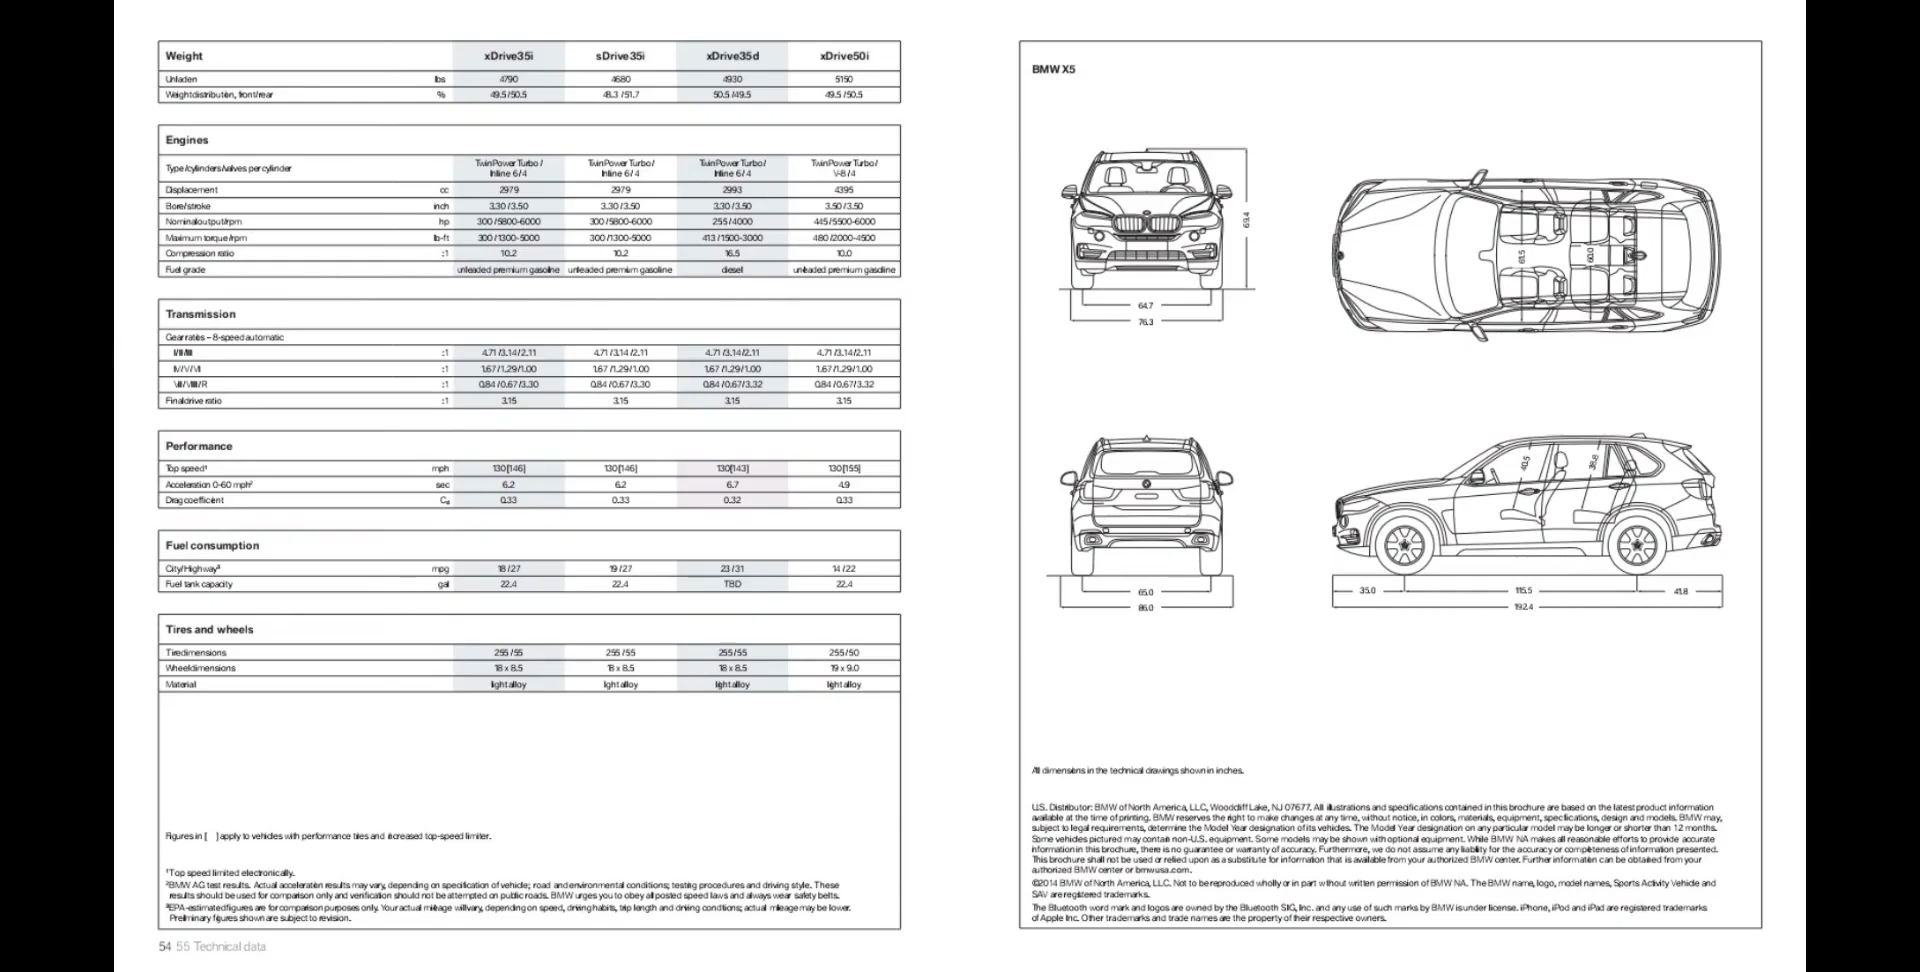 Weight xDrive35i sDrive35i xDrive35d xDrive50i
Unladen lbs 4790 4680 4930 5150
Weight distribution, front/rear % 49.5/50.5 48.3/51.7 50.5/49.5 49.5/50.5
Engines
Type/cylinders/valves per cylinder TwinPower Turbo / Inline 6/4 TwinPower Turbo / Inline 6/4 TwinPower Turbo / Inline 6/4 TwinPower Turbo / V-8/4
Displacement cc 2979 2979 2993 4395
Bore/stroke inch 3.30/3.50 3.30/3.50 3.30/3.50 3.50/3.50
Nominal output/rpm hp 300/5800-6000 300/5800-6000 255/4000 445/5500-6000
Maximum torque/rpm lb-ft 300/1300-5000 300/1300-5000 413/1500-3000 480/2000-4500
Compression ratio :1 10.2 10.2 16.5 10.0
Fuel grade unleaded premium gasoline unleaded premium gasoline diesel unleaded premium gasoline
Transmission
Gear ratios – 8-speed automatic
I/II/III :1 4.71/3.14/2.11 4.71/3.14/2.11 4.71/3.14/2.11 4.71/3.14/2.11
IV/V/VI :1 1.67/1.29/1.00 1.67/1.29/1.00 1.67/1.29/1.00 1.67/1.29/1.00
VII/VIII/R :1 0.84/0.67/3.30 0.84/0.67/3.30 0.84/0.67/3.32 0.84/0.67/3.32
Final drive ratio :1 3.15 3.15 3.15 3.15
Performance
Top speed¹ mph 130[146] 130[146] 130[143] 130[155]
Acceleration 0-60 mph² sec 6.2 6.2 6.7 4.9
Drag coefficient Cd 0.33 0.33 0.32 0.33
Fuel consumption
City/Highway³ mpg 18/27 19/27 23/31 14/22
Fuel tank capacity gal 22.4 22.4 TBD 22.4
Tires and wheels
Tire dimensions 255/55 255/55 255/55 255/50
Wheel dimensions 18 x 8.5 18 x 8.5 18 x 8.5 19 x 9.0
Material light alloy light alloy light alloy light alloy
Figures in [ ] apply to vehicles with performance tires and increased top-speed limiter.
¹Top speed limited electronically.
²BMW AG test results. Actual acceleration results may vary, depending on specification of vehicle; road and environmental conditions; testing procedures and driving style. These
results should be used for comparison only and verification should not be attempted on public roads. BMW urges you to obey all posted speed laws and always wear safety belts.
³EPA-estimated figures are for comparison purposes only. Your actual mileage will vary, depending on speed, driving habits, trip length and driving conditions; actual mileage may be lower.
Preliminary figures shown are subject to revision.
54 55 Technical data
BMW X5
69.4
64.7
76.3
61.5
60.0
65.0
86.0
40.5
38.8
35.0 115.5 41.8
192.4
All dimensions in the technical drawings shown in inches.
U.S. Distributor: BMW of North America, LLC, Woodcliff Lake, NJ 07677. All illustrations and specifications contained in this brochure are based on the latest product information
available at the time of printing. BMW reserves the right to make changes at any time, without notice, in colors, materials, equipment, specifications, design and models. BMW may,
subject to legal requirements, determine the Model Year designation of its vehicles. The Model Year designation on any particular model may be longer or shorter than 12 months.
Some vehicles pictured may contain non-U.S. equipment. Some models may be shown with optional equipment. While BMW NA makes all reasonable efforts to provide accurate
information in this brochure, there is no guarantee or warranty of accuracy. Furthermore, we do not assume any liability for the accuracy or completeness of information presented.
This brochure shall not be used or relied upon as a substitute for information that is available from your authorized BMW center. Further information can be obtained from your
authorized BMW center or bmwusa.com.
©2014 BMW of North America, LLC. Not to be reproduced wholly or in part without written permission of BMW NA. The BMW name, logo, model names, Sports Activity Vehicle and
SAV are registered trademarks.
The Bluetooth word mark and logos are owned by the Bluetooth SIG, Inc. and any use of such marks by BMW is under license. iPhone, iPod and iPad are registered trademarks
of Apple Inc. Other trademarks and trade names are the property of their respective owners.